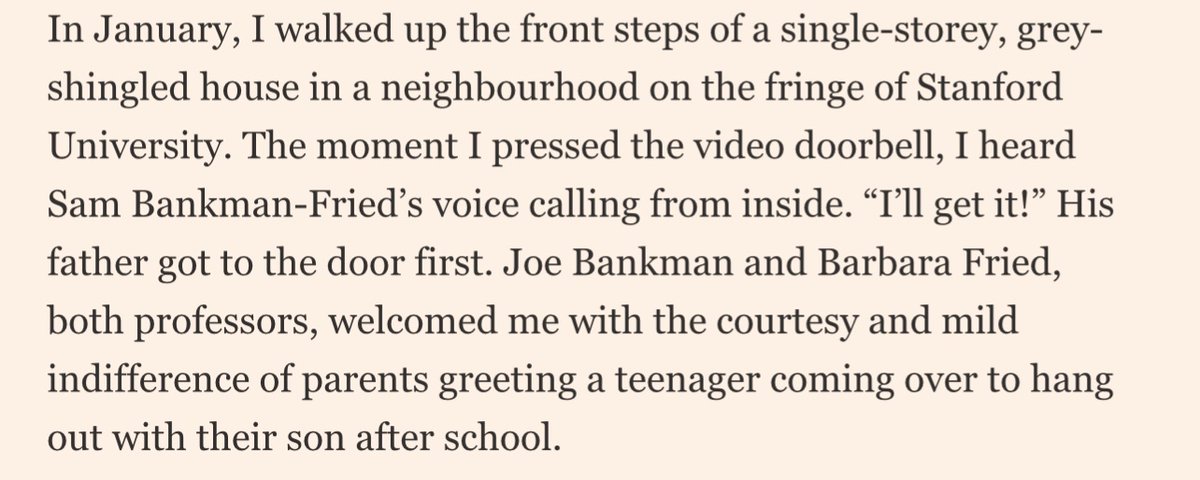 In January, I walked up the front steps of a single-storey, grey-
shingled house in a neighbourhood on the fringe of Stanford
University. The moment I pressed the video doorbell, I heard
Sam Bankman-Fried’s voice calling from inside. “I’ll get it!” His
father got to the door first. Joe Bankman and Barbara Fried,
both professors, welcomed me with the courtesy and mild
indifference of parents greeting a teenager coming over to hang
out with their son after school.